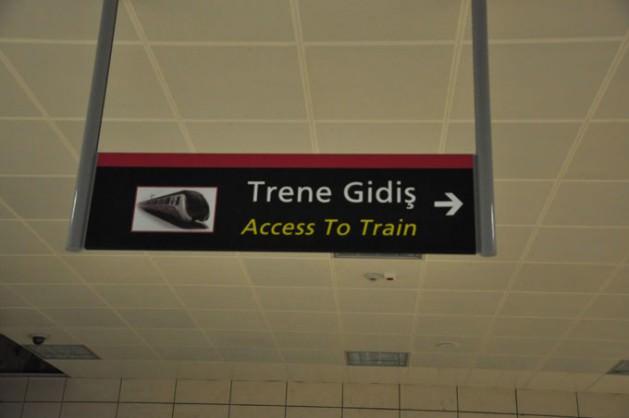 Trene Gidiş
Access To Train